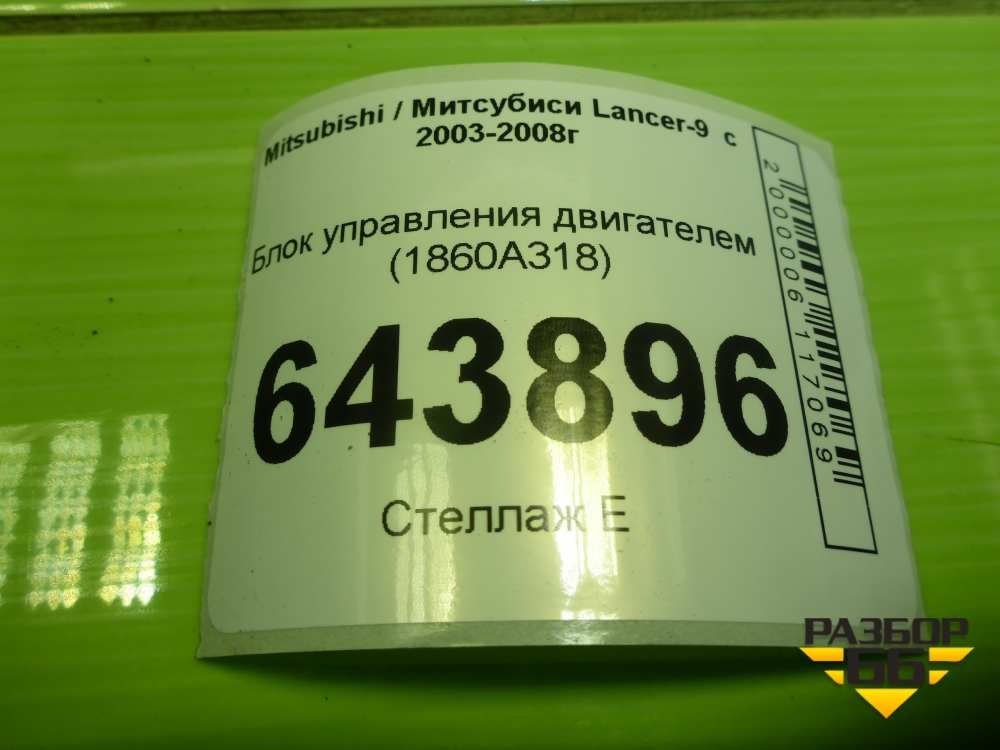 Mitsubishi / Митсубиси Lancer-9 с
2003-2008г
Блок управления двигателем
(1860A318)
643896
Стеллаж Е
2000006117069
РАЗБОР
66